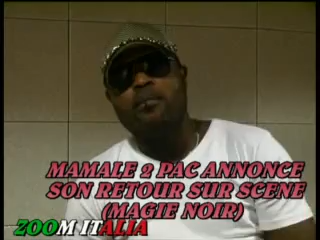 MAMALE 2 PAC ANNONCE
SON RETOUR SUR SCENE
(MAGIE NOIR)
ZOOM ITALIA